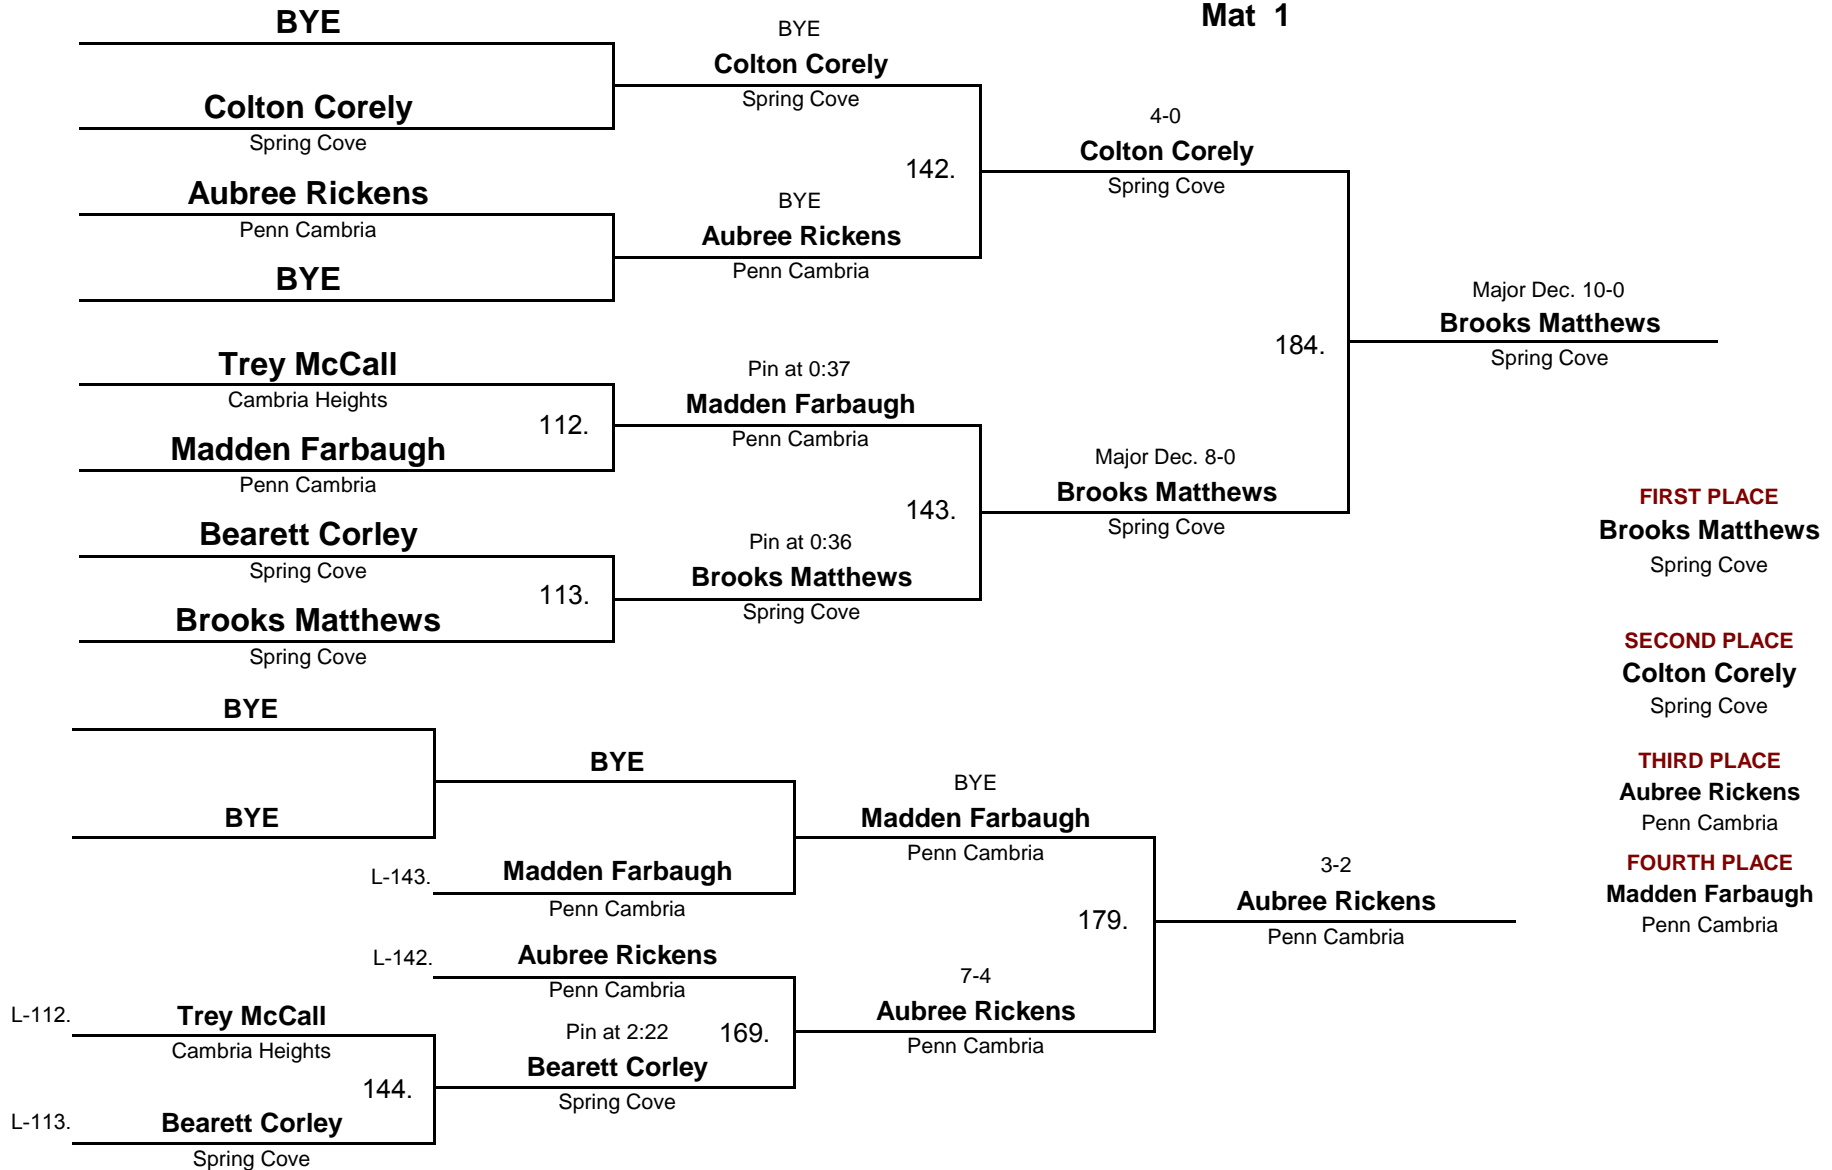 Mat 1
BYE
Colton Corely
Spring Cove
Aubree Rickens
Penn Cambria
BYE
Trey McCall
Cambria Heights
112.
Madden Farbaugh
Penn Cambria
Bearett Corley
Spring Cove
113.
Brooks Matthews
Spring Cove
BYE
Colton Corely
Spring Cove
142.
BYE
Aubree Rickens
Penn Cambria
Pin at 0:37
Madden Farbaugh
Penn Cambria
143.
Pin at 0:36
Brooks Matthews
Spring Cove
4-0
Colton Corely
Spring Cove
184.
Major Dec. 8-0
Brooks Matthews
Spring Cove
Major Dec. 10-0
Brooks Matthews
Spring Cove
FIRST PLACE
Brooks Matthews
Spring Cove
SECOND PLACE
Colton Corely
Spring Cove
THIRD PLACE
Aubree Rickens
Penn Cambria
FOURTH PLACE
Madden Farbaugh
Penn Cambria
BYE
BYE
L-112.
Trey McCall
Cambria Heights
144.
L-113.
Bearett Corley
Spring Cove
BYE
L-143.
Madden Farbaugh
Penn Cambria
L-142.
Aubree Rickens
Penn Cambria
Pin at 2:22
169.
Bearett Corley
Spring Cove
BYE
Madden Farbaugh
Penn Cambria
179.
7-4
Aubree Rickens
Penn Cambria
3-2
Aubree Rickens
Penn Cambria